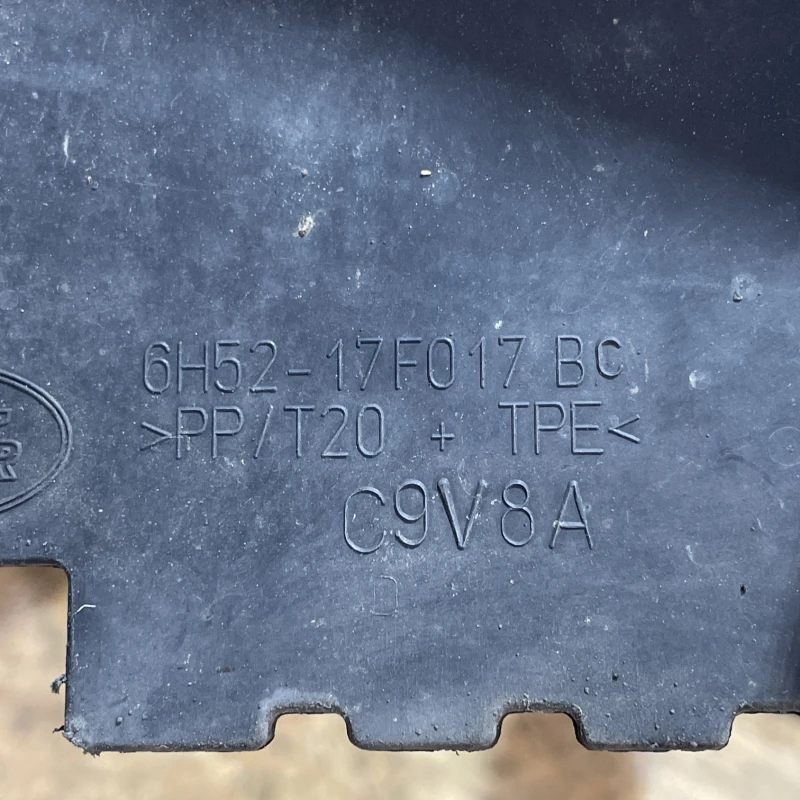 6H52-17F017 BC
>PP/T20 + TPE<
C9V8A
D